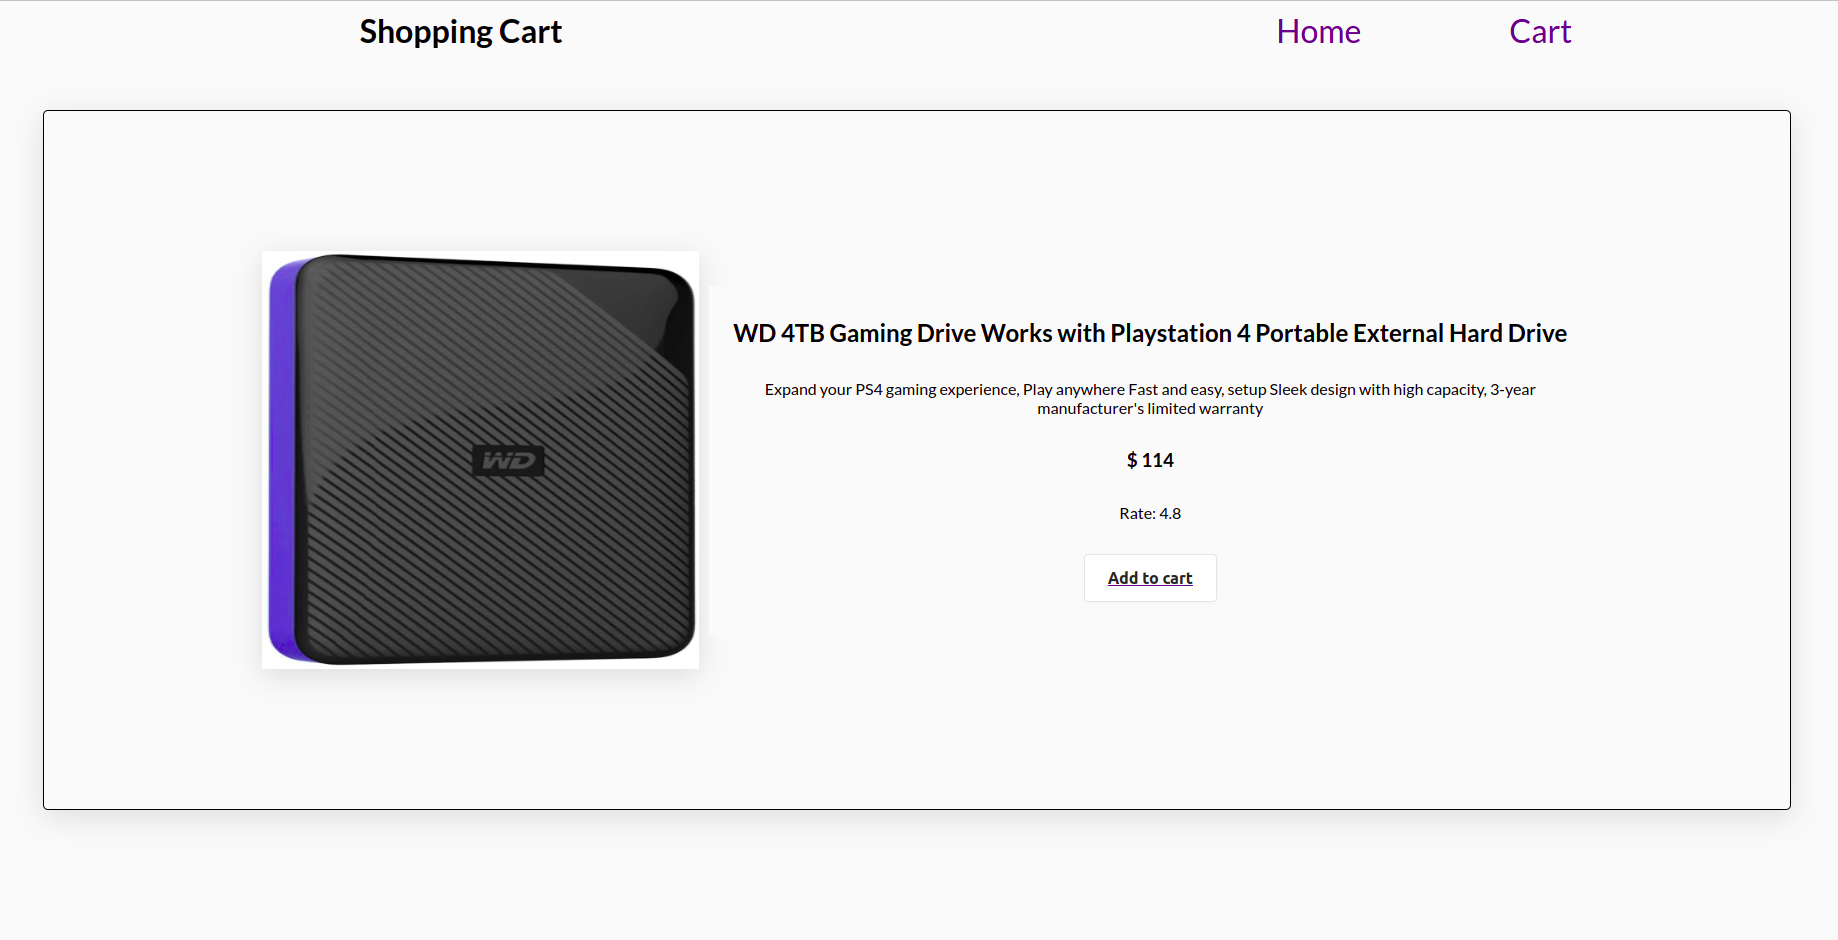 Shopping Cart
Home
Cart
WD
WD 4TB Gaming Drive Works with Playstation 4 Portable External Hard Drive
Expand your PS4 gaming experience, Play anywhere Fast and easy, setup Sleek design with high capacity, 3-year
manufacturer's limited warranty
$ 114
Rate: 4.8
Add to cart